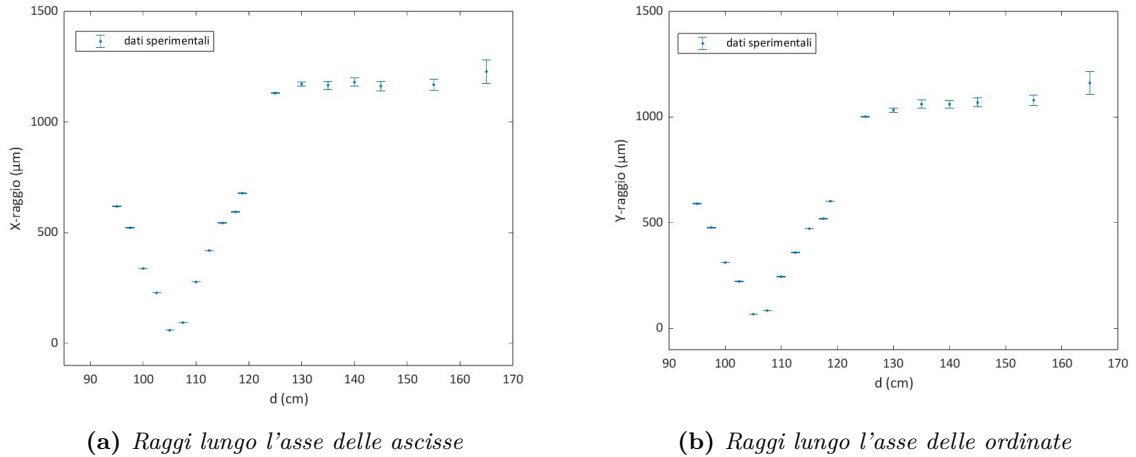 1500
1000
500
0
X-raggio (µm)
dati sperimentali
90 100 110 120 130 140 150 160 170
d (cm)
(a) Raggi lungo l'asse delle ascisse
1500
1000
500
0
Y-raggio (µm)
dati sperimentali
90 100 110 120 130 140 150 160 170
d (cm)
(b) Raggi lungo l'asse delle ordinate